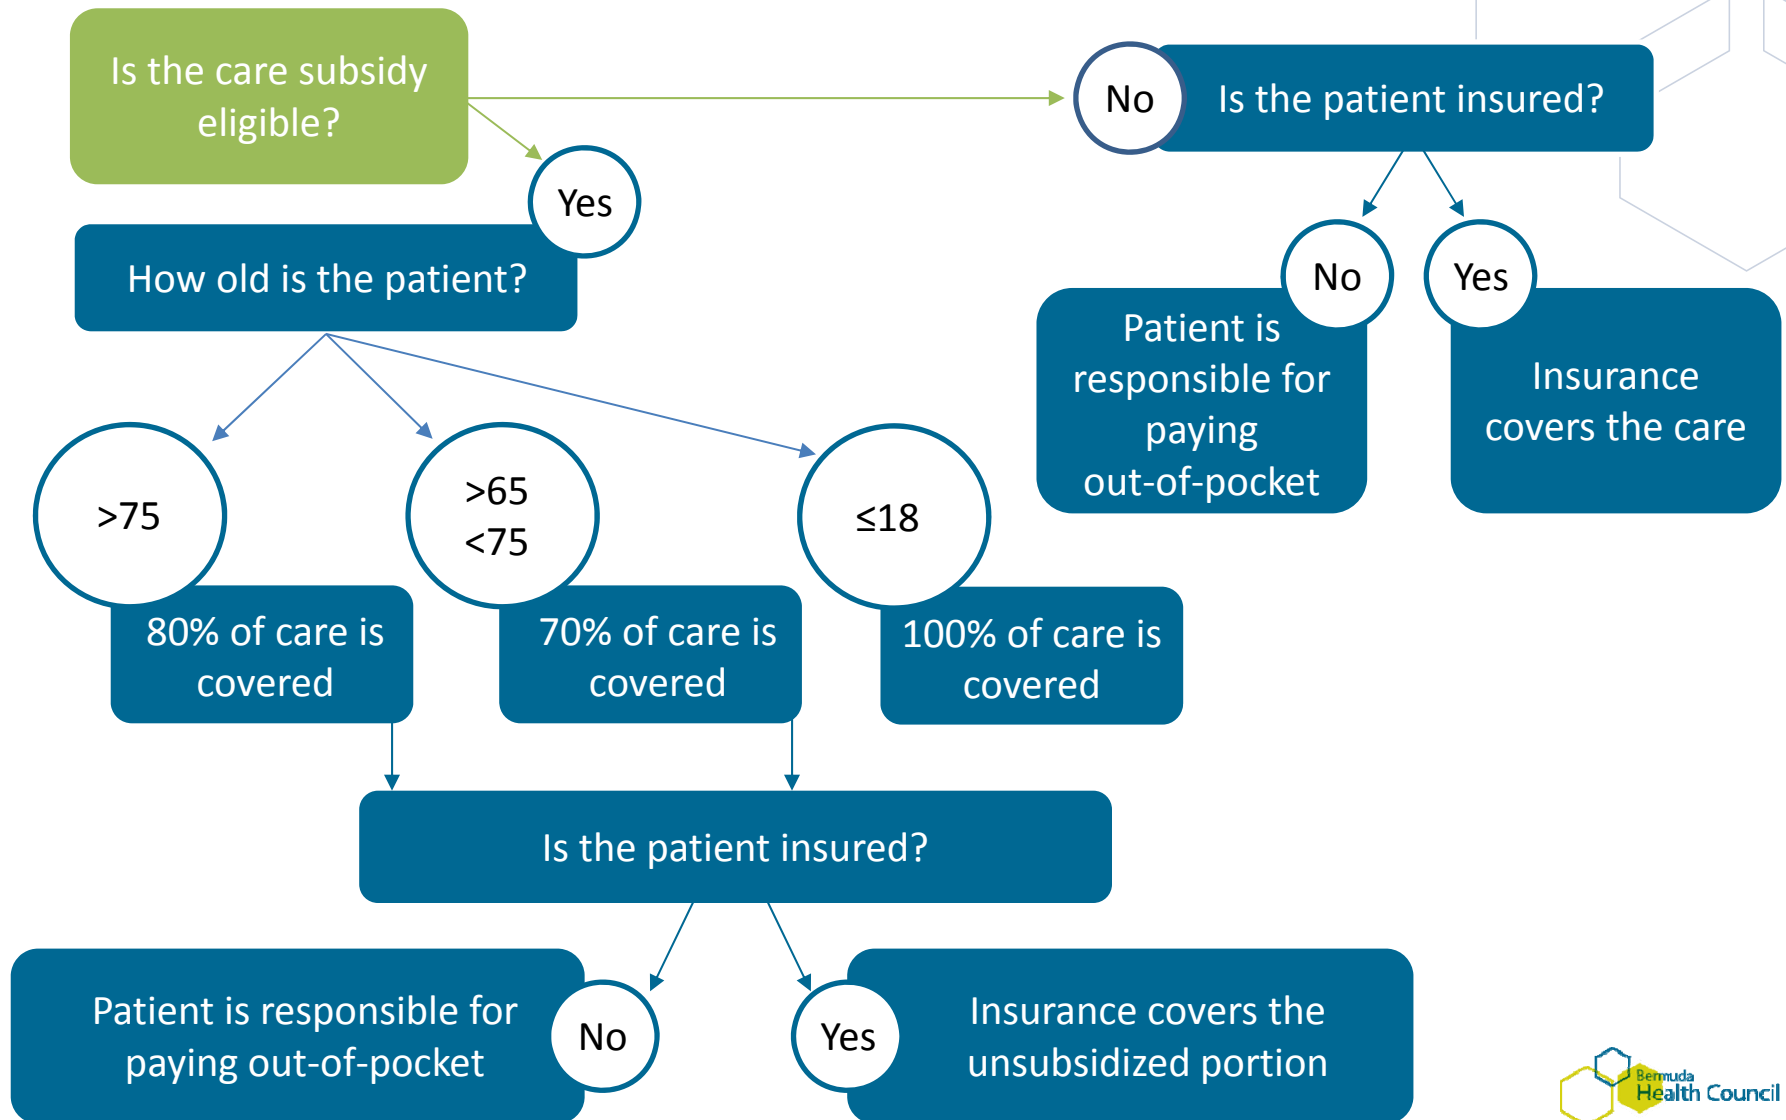 Is the care subsidy
eligible?
No
Is the patient insured?
Yes
How old is the patient?
No
Yes
Patient is
responsible for
paying
out-of-pocket
Insurance
covers the care
>75
>65
<75
≤18
80% of care is
covered
70% of care is
covered
100% of care is
covered
Is the patient insured?
Patient is responsible for
paying out-of-pocket
No
Yes
Insurance covers the
unsubsidized portion
Bermuda
Health Council